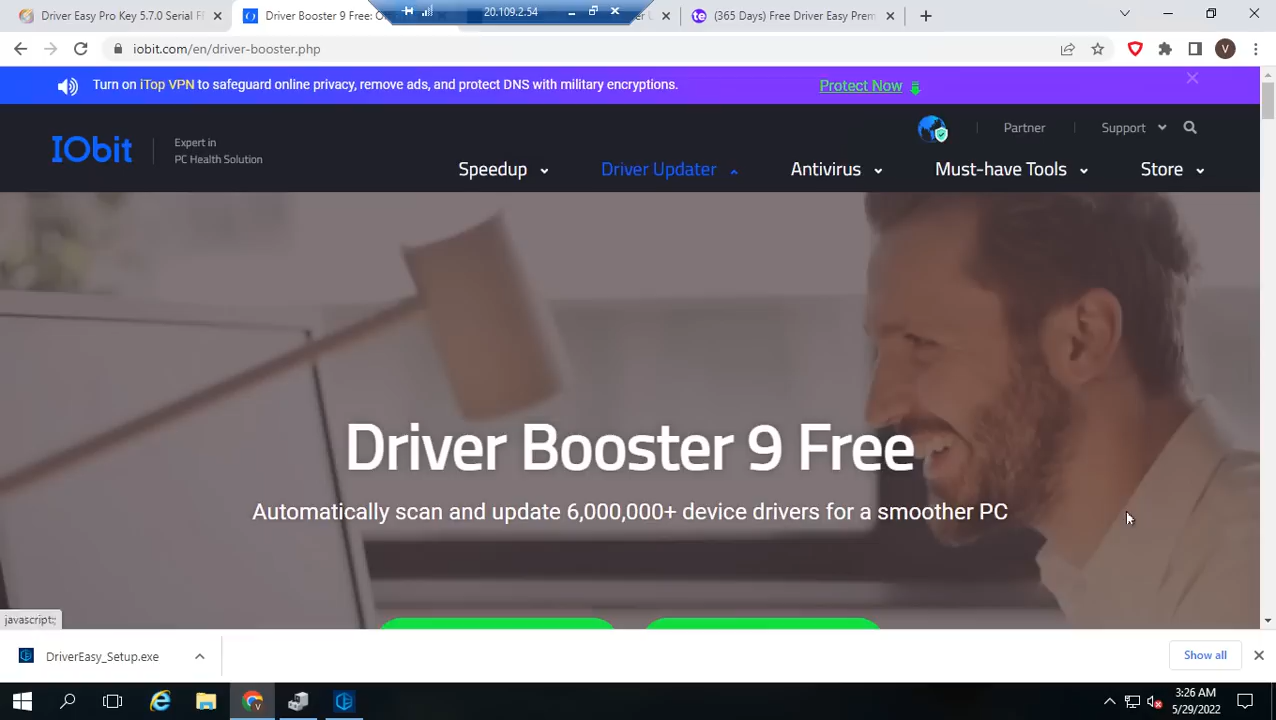 Driver Easy Pro Key 5.7.0 Serial F
Driver Booster 9 Free: O
20.109.2.54
(365 Days) Free Driver Easy Prem
iobit.com/en/driver-booster.php
V
Turn on iTop VPN to safeguard online privacy, remove ads, and protect DNS with military encryptions.
Protect Now
IObit
Expert in
PC Health Solution
Partner
Support
Speedup
Driver Updater
Antivirus
Must-have Tools
Store
Driver Booster 9 Free
Automatically scan and update 6,000,000+ device drivers for a smoother PC
javascript:;
DriverEasy_Setup.exe
Show all
3:26 AM
5/29/2022